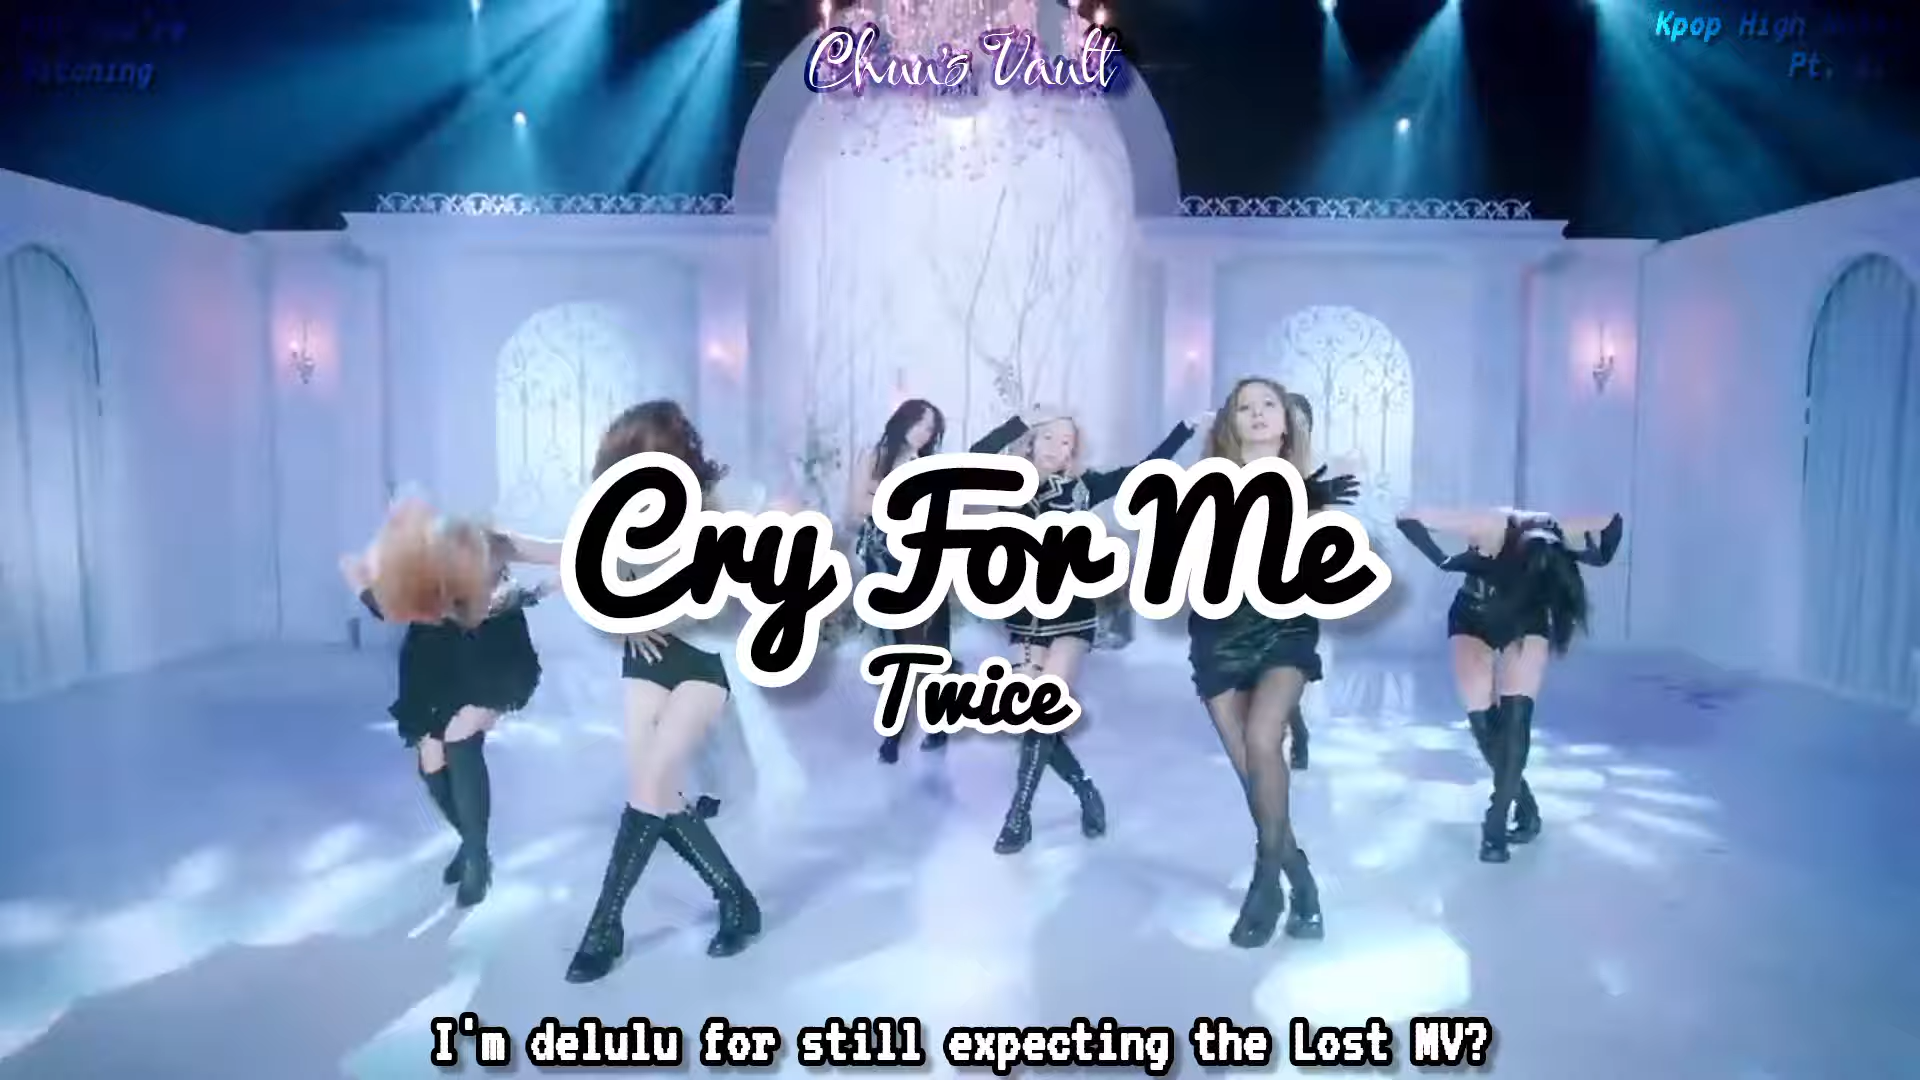 Chuu's Vault
Kpop High
Pt.
Cry For Me
Twice
I'm delulu for still expecting the Lost MV?